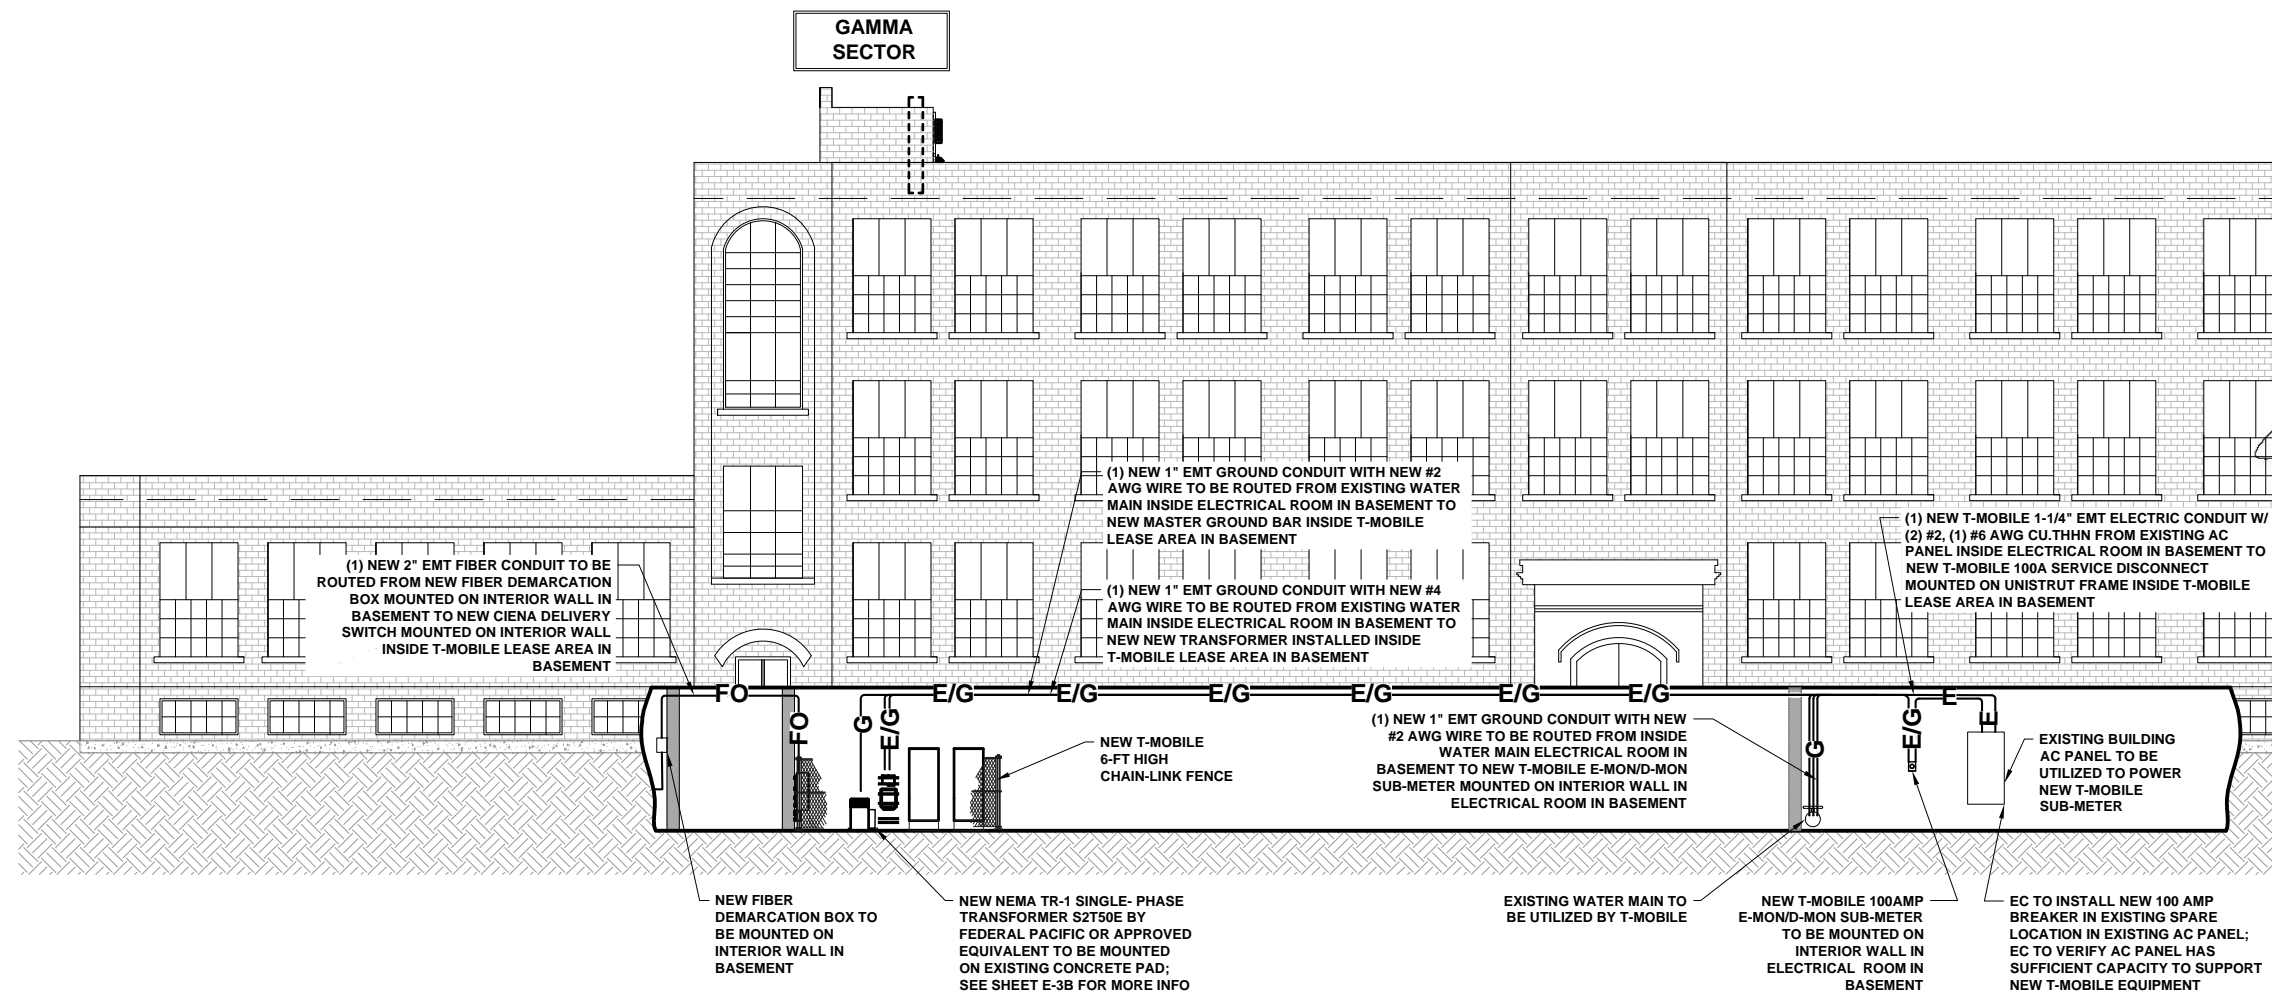 GAMMA
SECTOR
(1) NEW 1" EMT GROUND CONDUIT WITH NEW #2
AWG WIRE TO BE ROUTED FROM EXISTING WATER
MAIN INSIDE ELECTRICAL ROOM IN BASEMENT TO
NEW MASTER GROUND BAR INSIDE T-MOBILE
LEASE AREA IN BASEMENT
(1) NEW T-MOBILE 1-1/4" EMT ELECTRIC CONDUIT W/
(2) #2, (1) #6 AWG CU.THHN FROM EXISTING AC
PANEL INSIDE ELECTRICAL ROOM IN BASEMENT TO
NEW T-MOBILE 100A SERVICE DISCONNECT
MOUNTED ON UNISTRUT FRAME INSIDE T-MOBILE
LEASE AREA IN BASEMENT
(1) NEW 2" EMT FIBER CONDUIT TO BE
ROUTED FROM NEW FIBER DEMARCATION
BOX MOUNTED ON INTERIOR WALL IN
BASEMENT TO NEW CIENA DELIVERY
SWITCH MOUNTED ON INTERIOR WALL
INSIDE T-MOBILE LEASE AREA IN
BASEMENT
(1) NEW 1" EMT GROUND CONDUIT WITH NEW #4
AWG WIRE TO BE ROUTED FROM EXISTING WATER
MAIN INSIDE ELECTRICAL ROOM IN BASEMENT TO
NEW NEW TRANSFORMER INSTALLED INSIDE
T-MOBILE LEASE AREA IN BASEMENT
FO
E/G
E/G
E/G
E/G
E/G
E/G
E
FO
G
E/G
G
E/G
E
NEW T-MOBILE
6-FT HIGH
CHAIN-LINK FENCE
(1) NEW 1" EMT GROUND CONDUIT WITH NEW
#2 AWG WIRE TO BE ROUTED FROM INSIDE
WATER MAIN ELECTRICAL ROOM IN
BASEMENT TO NEW T-MOBILE E-MON/D-MON
SUB-METER MOUNTED ON INTERIOR WALL IN
ELECTRICAL ROOM IN BASEMENT
EXISTING BUILDING
AC PANEL TO BE
UTILIZED TO POWER
NEW T-MOBILE
SUB-METER
NEW FIBER
DEMARCATION BOX TO
BE MOUNTED ON
INTERIOR WALL IN
BASEMENT
NEW NEMA TR-1 SINGLE- PHASE
TRANSFORMER S2T50E BY
FEDERAL PACIFIC OR APPROVED
EQUIVALENT TO BE MOUNTED
ON EXISTING CONCRETE PAD;
SEE SHEET E-3B FOR MORE INFO
EXISTING WATER MAIN TO
BE UTILIZED BY T-MOBILE
NEW T-MOBILE 100AMP
E-MON/D-MON SUB-METER
TO BE MOUNTED ON
INTERIOR WALL IN
ELECTRICAL ROOM IN
BASEMENT
EC TO INSTALL NEW 100 AMP
BREAKER IN EXISTING SPARE
LOCATION IN EXISTING AC PANEL;
EC TO VERIFY AC PANEL HAS
SUFFICIENT CAPACITY TO SUPPORT
NEW T-MOBILE EQUIPMENT